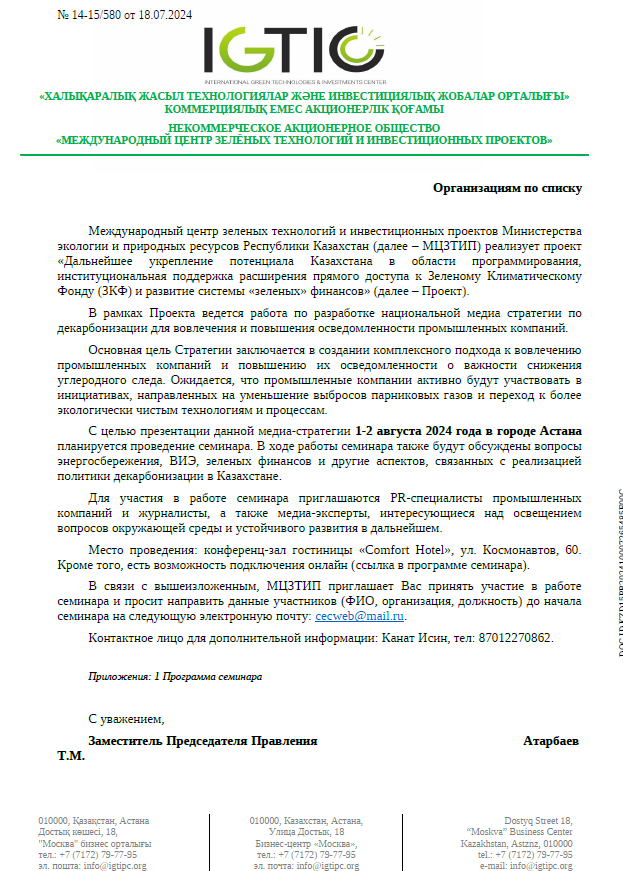 № 14-15/580 от 18.07.2024
IGTIC
INTERNATIONAL GREEN TECHNOLOGIES & INVESTMENTS CENTER
«ХАЛЫҚАРАЛЫҚ ЖАСЫЛ ТЕХНОЛОГИЯЛАР ЖӘНЕ ИНВЕСТИЦИЯЛЫҚ ЖОБАЛАР ОРТАЛЫҒЫ»
КОММЕРЦИЯЛЫҚ ЕМЕС АКЦИОНЕРЛІК ҚОҒАМЫ
НЕКОММЕРЧЕСКОЕ АКЦИОНЕРНОЕ ОБЩЕСТВО
«МЕЖДУНАРОДНЫЙ ЦЕНТР ЗЕЛЁНЫХ ТЕХНОЛОГИЙ И ИНВЕСТИЦИОННЫХ ПРОЕКТОВ»
Организациям по списку
Международный центр зеленых технологий и инвестиционных проектов Министерства
экологии и природных ресурсов Республики Казахстан (далее – МЦЗТИП) реализует проект
«Дальнейшее укрепление потенциала Казахстана в области программирования,
институциональная поддержка расширения прямого доступа к Зеленому Климатическому
Фонду (ЗКФ) и развитие системы «зеленых» финансов» (далее – Проект).
В рамках Проекта ведется работа по разработке национальной медиа стратегии по
декарбонизации для вовлечения и повышения осведомленности промышленных компаний.
Основная цель Стратегии заключается в создании комплексного подхода к вовлечению
промышленных компаний и повышению их осведомленности о важности снижения
углеродного следа. Ожидается, что промышленные компании активно будут участвовать в
инициативах, направленных на уменьшение выбросов парниковых газов и переход к более
экологически чистым технологиям и процессам.
С целью презентации данной медиа-стратегии 1-2 августа 2024 года в городе Астана
планируется проведение семинара. В ходе работы семинара также будут обсуждены вопросы
энергосбережения, ВИЭ, зеленых финансов и другие аспектов, связанных с реализацией
политики декарбонизации в Казахстане.
Для участия в работе семинара приглашаются PR-специалисты промышленных
компаний и журналисты, а также медиа-эксперты, интересующиеся над освещением
вопросов окружающей среды и устойчивого развития в дальнейшем.
Место проведения: конференц-зал гостиницы «Comfort Hotel», ул. Космонавтов, 60.
Кроме того, есть возможность подключения онлайн (ссылка в программе семинара).
В связи с вышеизложенным, МЦЗТИП приглашает Вас принять участие в работе
семинара и просит направить данные участников (ФИО, организация, должность) до начала
семинара на следующую электронную почту: cecweb@mail.ru.
Контактное лицо для дополнительной информации: Канат Исин, тел: 87012270862.
Приложения: 1 Программа семинара
С уважением,
Заместитель Председателя Правления Атарбаев
Т.М.
010000, Қазақстан, Астана
Достық көшесі, 18,
"Москва" бизнес орталығы
тел.: +7 (7172) 79-77-95
эл. пошта: info@igtipc.org
010000, Казахстан, Астана,
Улица Достык, 18
Бизнес-центр «Москва»,
тел.: +7 (7172) 79-77-95
эл. почта: info@igtipc.org
Dostyq Street 18,
“Moskva” Business Center
Kazakhstan, Astznz, 010000
tel.: +7 (7172) 79-77-95
e-mail: info@igtipc.org